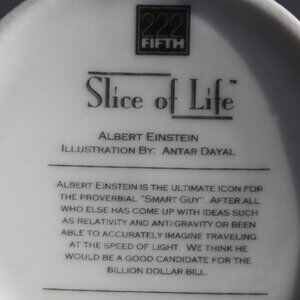 222
FIFTH
Slice of Life™
ALBERT EINSTEIN
ILLUSTRATION BY: ANTAR DAYAL
ALBERT EINSTEIN IS THE ULTIMATE ICON FOR
THE PROVERBIAL "SMART GUY". AFTER ALL
WHO ELSE HAS COME UP WITH IDEAS SUCH
AS RELATIVITY AND ANTI-GRAVITY OR BEEN
ABLE TO ACCURATELY IMAGINE TRAVELING
AT THE SPEED OF LIGHT. WE THINK HE
WOULD BE A GOOD CANDIDATE FOR THE
BILLION DOLLAR BILL.